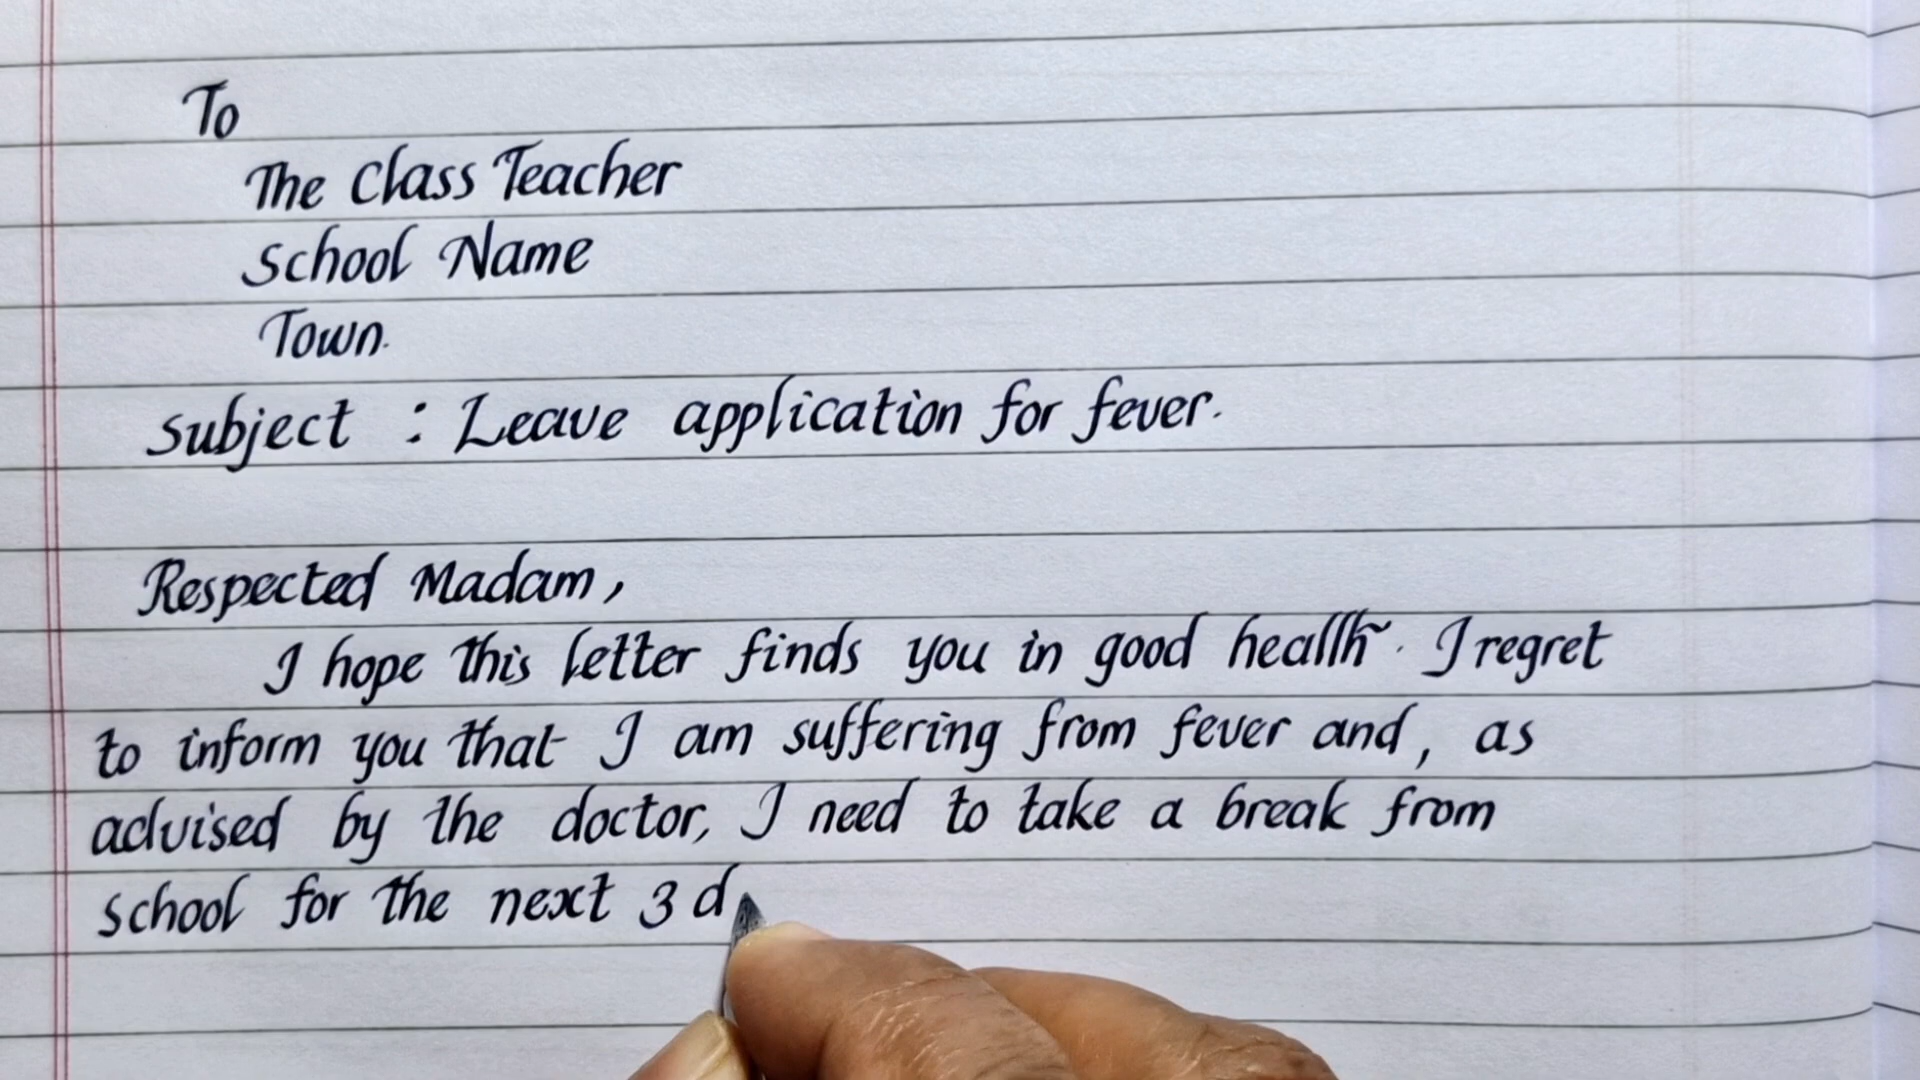 To
The Class Teacher
School Name
Town.
Subject : Leave application for fever.
Respected Madam,
I hope this letter finds you in good health. I regret
to inform you that I am suffering from fever and, as
advised by the doctor, I need to take a break from
school for the next 3 d